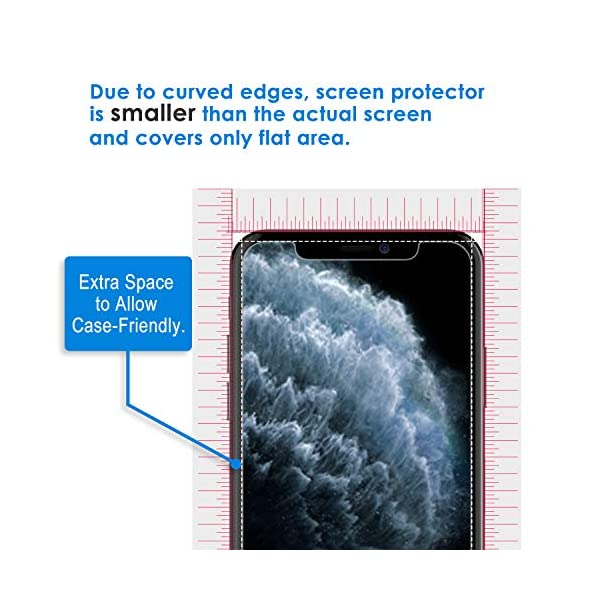 Due to curved edges, screen protector
is smaller than the actual screen
and covers only flat area.
Extra Space
to Allow
Case-Friendly.